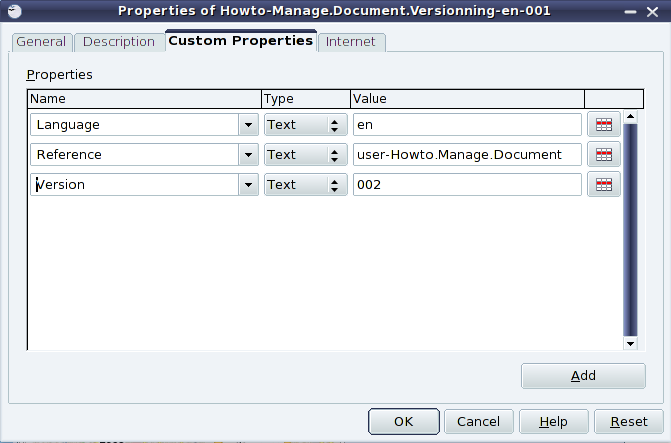 Properties of Howto-Manage.Document.Versionning-en-001
General Description Custom Properties Internet
Properties
Name Type Value
Language Text en
Reference Text user-Howto.Manage.Document
Version Text 002
Add
OK Cancel Help Reset